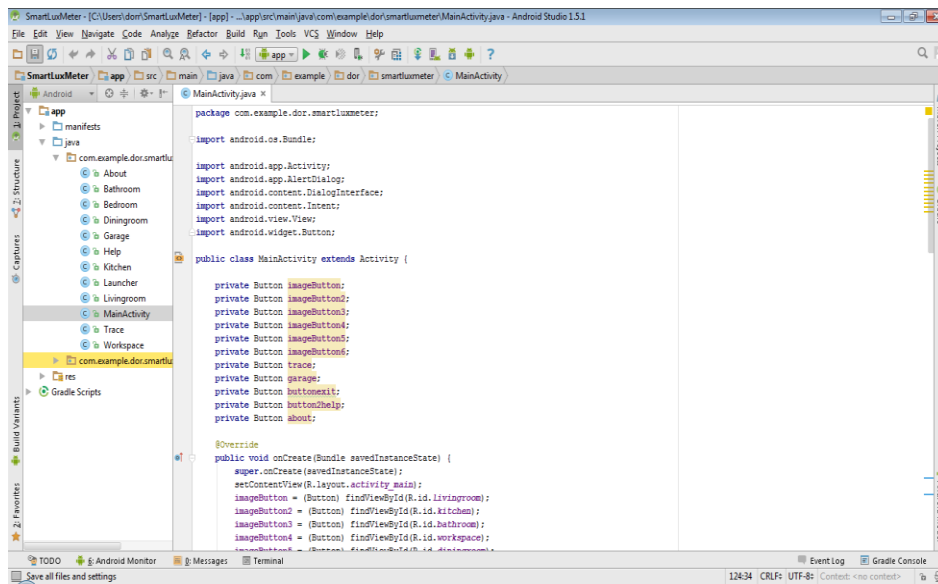 SmartLuxMeter - [C:\Users\dorr\SmartLuxMeter] - [app] - ...\app\src\main\java\com\example\dor\smartluxmeter\MainActivity.java - Android Studio 1.5.1
File Edit View Navigate Code Analyze Refactor Build Run Tools VCS Window Help
app
SmartLuxMeter app src main java com example dor smartluxmeter MainActivity
1: Project
Android
MainActivity.java ×
app
manifests
java
com.example.dor.smartlu
About
Bathroom
Bedroom
Diningroom
Garage
Help
Kitchen
Launcher
Livingroom
MainActivity
Trace
Workspace
com.example.dor.smartlu
res
Gradle Scripts
Z: Structure
Captures
Build Variants
2: Favorites
package com.example.dor.smartluxmeter;
import android.os.Bundle;
import android.app.Activity;
import android.app.AlertDialog;
import android.content.DialogInterface;
import android.content.Intent;
import android.view.View;
import android.widget.Button;
public class MainActivity extends Activity {
private Button imageButton;
private Button imageButton2;
private Button imageButton3;
private Button imageButton4;
private Button imageButton5;
private Button imageButton6;
private Button trace;
private Button garage;
private Button buttonexit;
private Button button2help;
private Button about;
@Override
public void onCreate(Bundle savedInstanceState) {
super.onCreate(savedInstanceState);
setContentView(R.layout.activity_main);
imageButton = (Button) findViewById(R.id.livingroom);
imageButton2 = (Button) findViewById(R.id.kitchen);
imageButton3 = (Button) findViewById(R.id.bathroom);
imageButton4 = (Button) findViewById(R.id.workspace);
imageButton5 = (Button) findViewById(R.id.diningroom);
TODO 6: Android Monitor 0: Messages Terminal Event Log Gradle Console
Save all files and settings 124:34 CRLF UTF-8 Context: <no context>